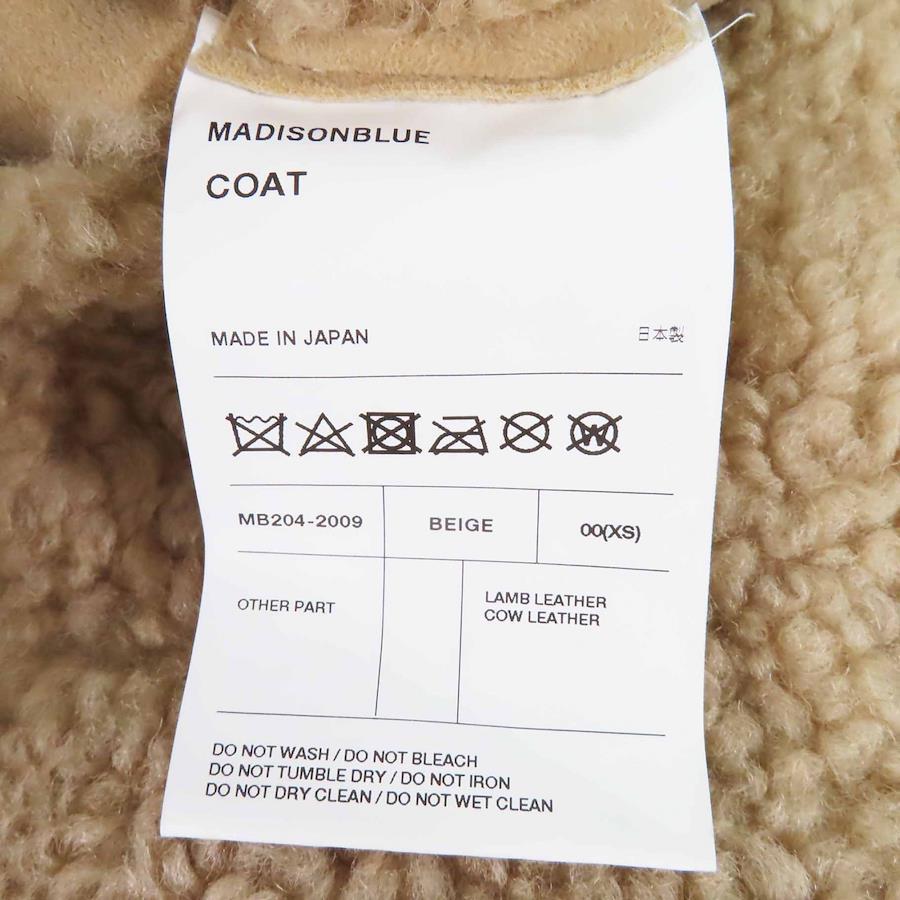 MADISONBLUE
COAT
MADE IN JAPAN 日本製
W
MB204-2009 BEIGE 00(XS)
OTHER PART LAMB LEATHER
COW LEATHER
DO NOT WASH / DO NOT BLEACH
DO NOT TUMBLE DRY / DO NOT IRON
DO NOT DRY CLEAN / DO NOT WET CLEAN